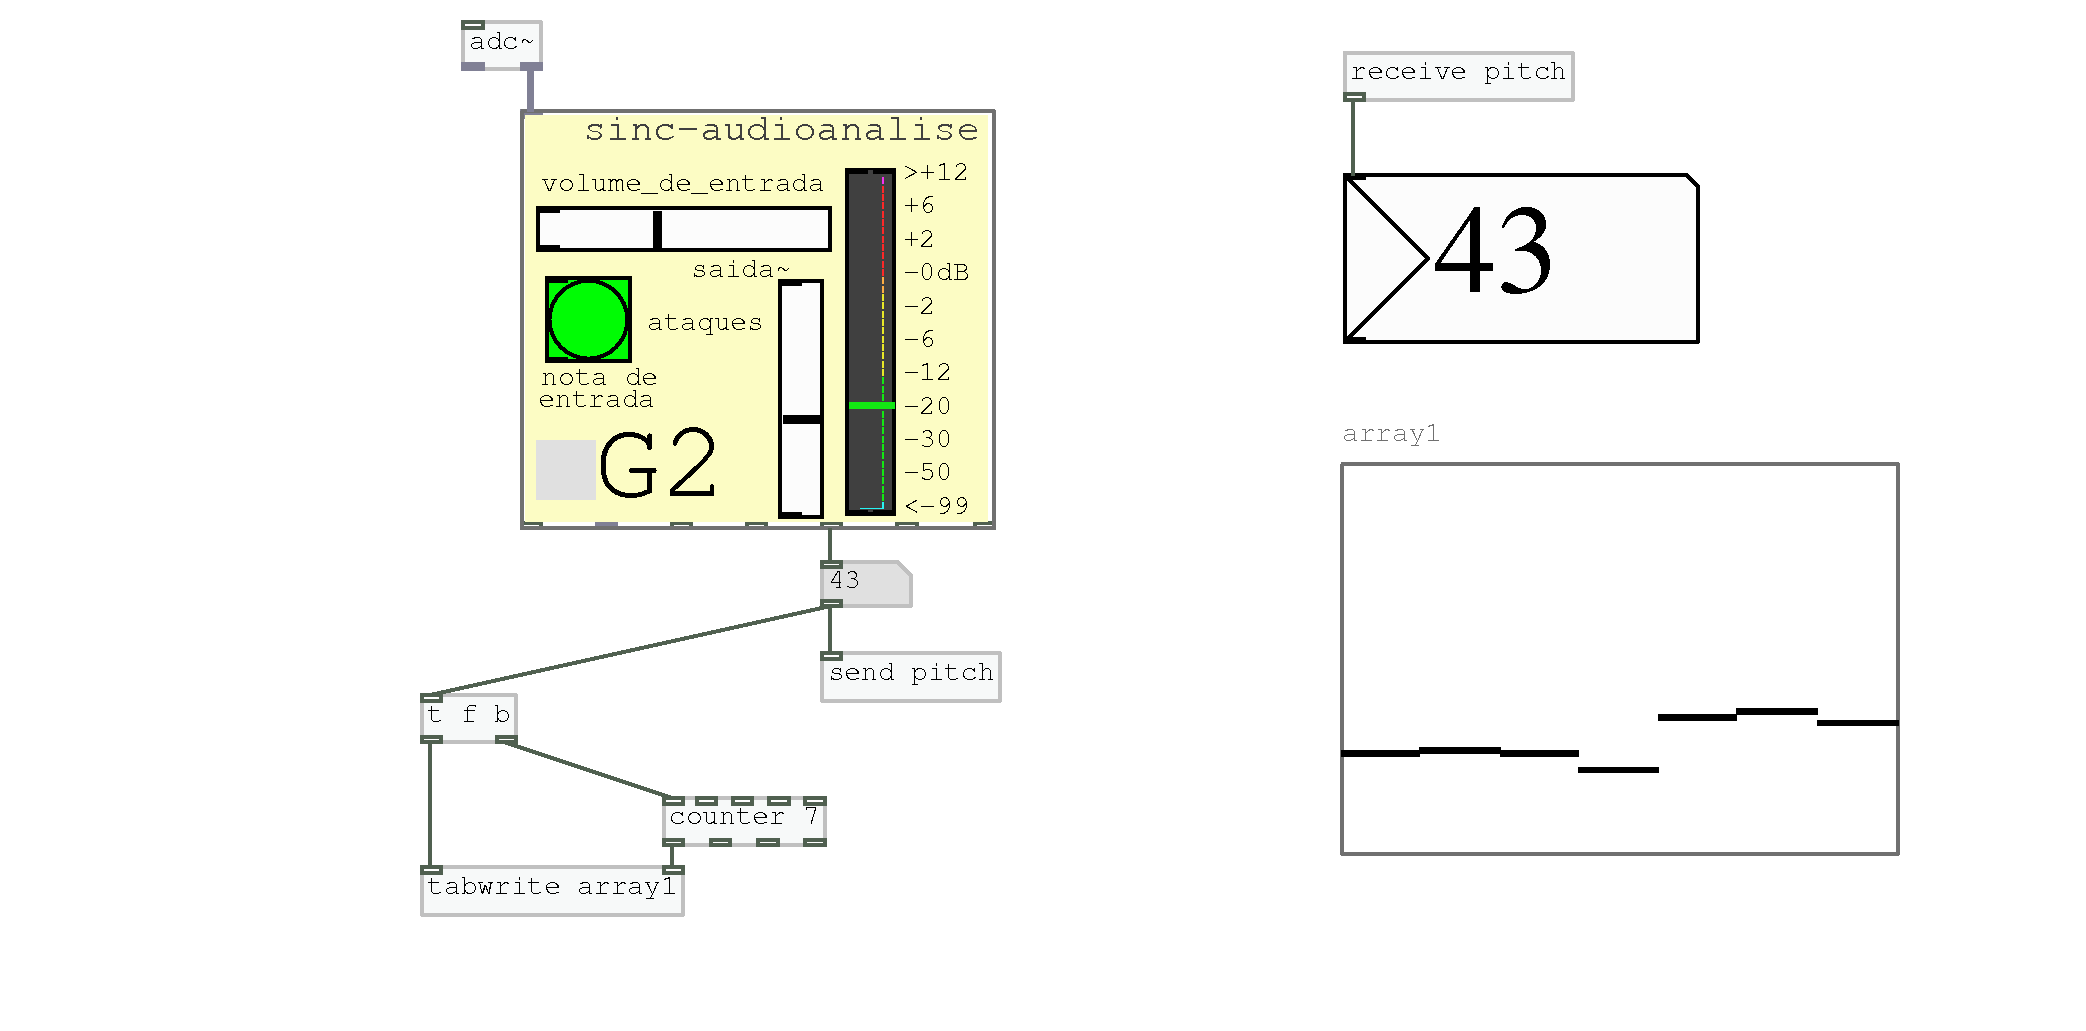 adc~
sinc-audioanalise
volume_de_entrada
saida~
ataques
nota de
entrada
G2
>+12
+6
+2
-0dB
-2
-6
-12
-20
-30
-50
<-99
43
send pitch
t f b
counter 7
tabwrite array1
receive pitch
43
array1